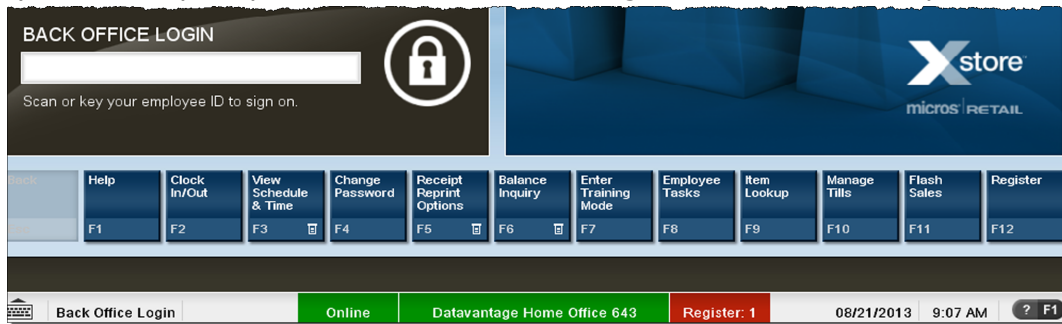 BACK OFFICE LOGIN
Scan or key your employee ID to sign on.
Xstore
micros RETAIL
Back
Help
F1
Clock
In/Out
F2
View
Schedule
& Time
F3
Change
Password
F4
Receipt
Reprint
Options
F5
Balance
Inquiry
F6
Enter
Training
Mode
F7
Employee
Tasks
F8
Item
Lookup
F9
Manage
Tills
F10
Flash
Sales
F11
Register
F12
Back Office Login
Online
Datavantage Home Office 643
Register: 1
08/21/2013
9:07 AM
? F1